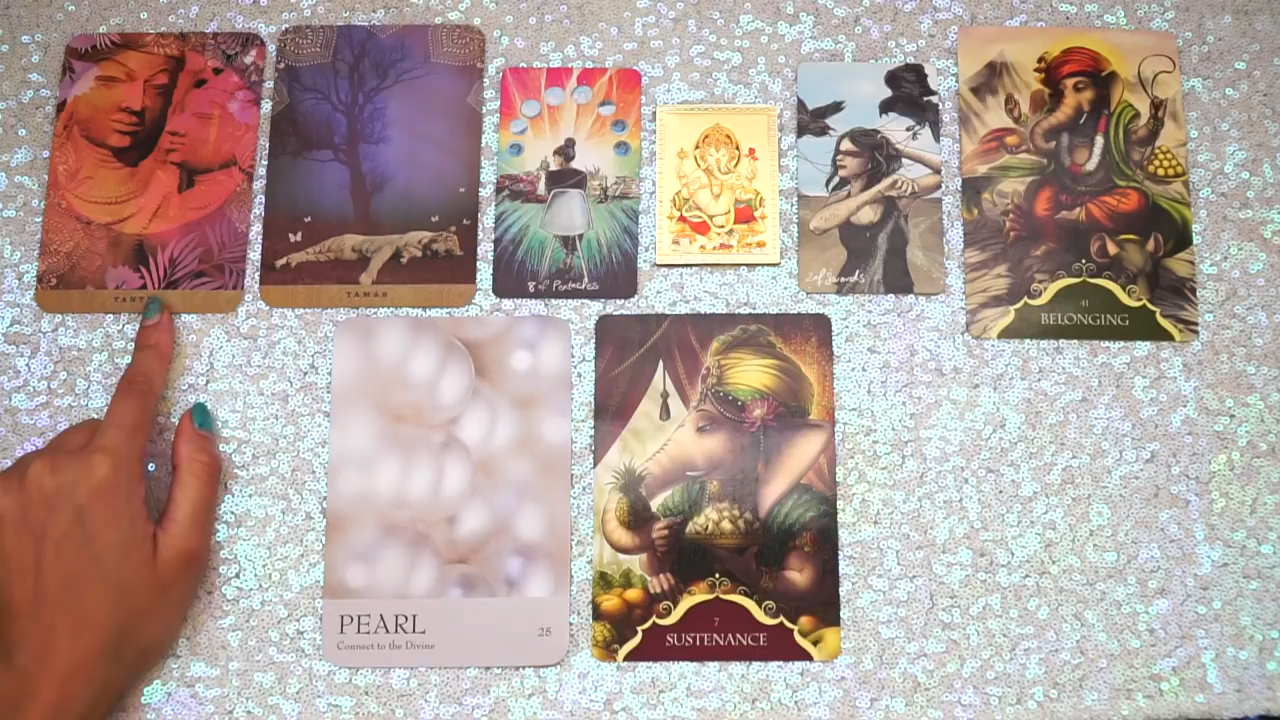 TAMAS
8 of Pentacles
2 of Swords
41
BELONGING
PEARL
Connect to the Divine
25
7
SUSTENANCE